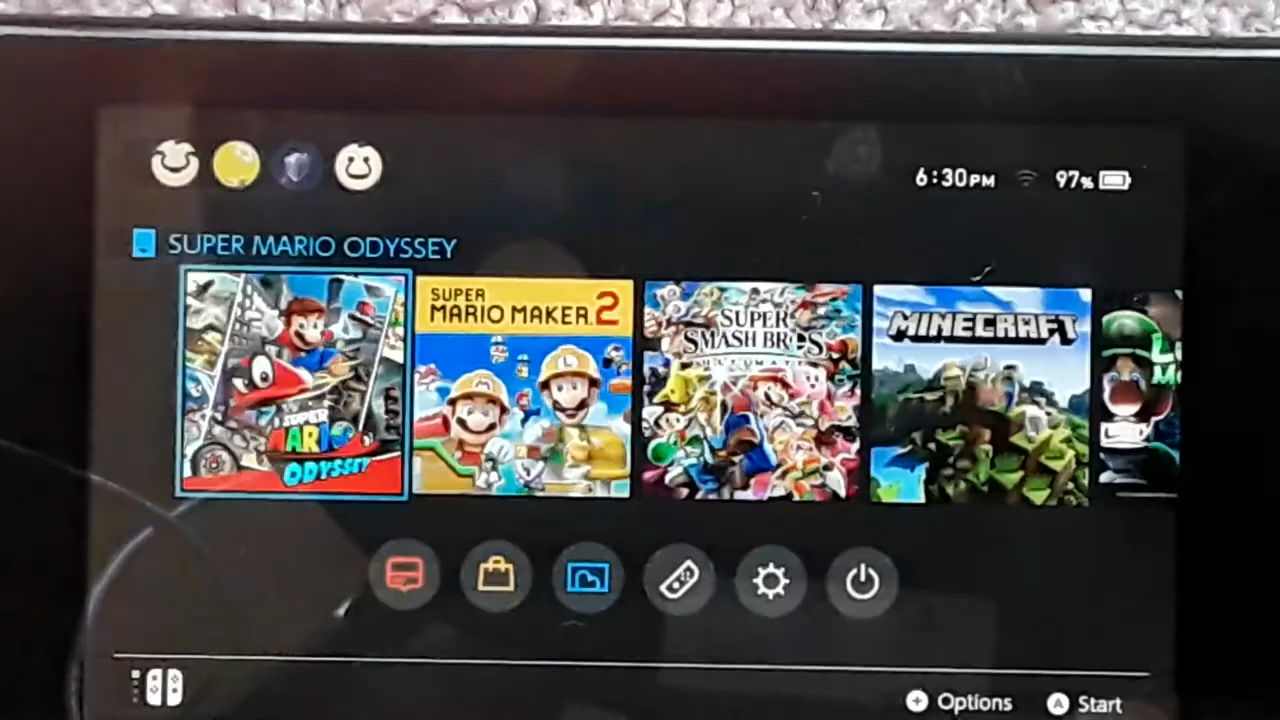 6:30PM 97%
SUPER MARIO ODYSSEY
SUPER
MARIO ODYSSEY
SUPER
MARIO MAKER 2
SUPER
SMASH BROS
ULTIMATE
MINECRAFT
Options Start